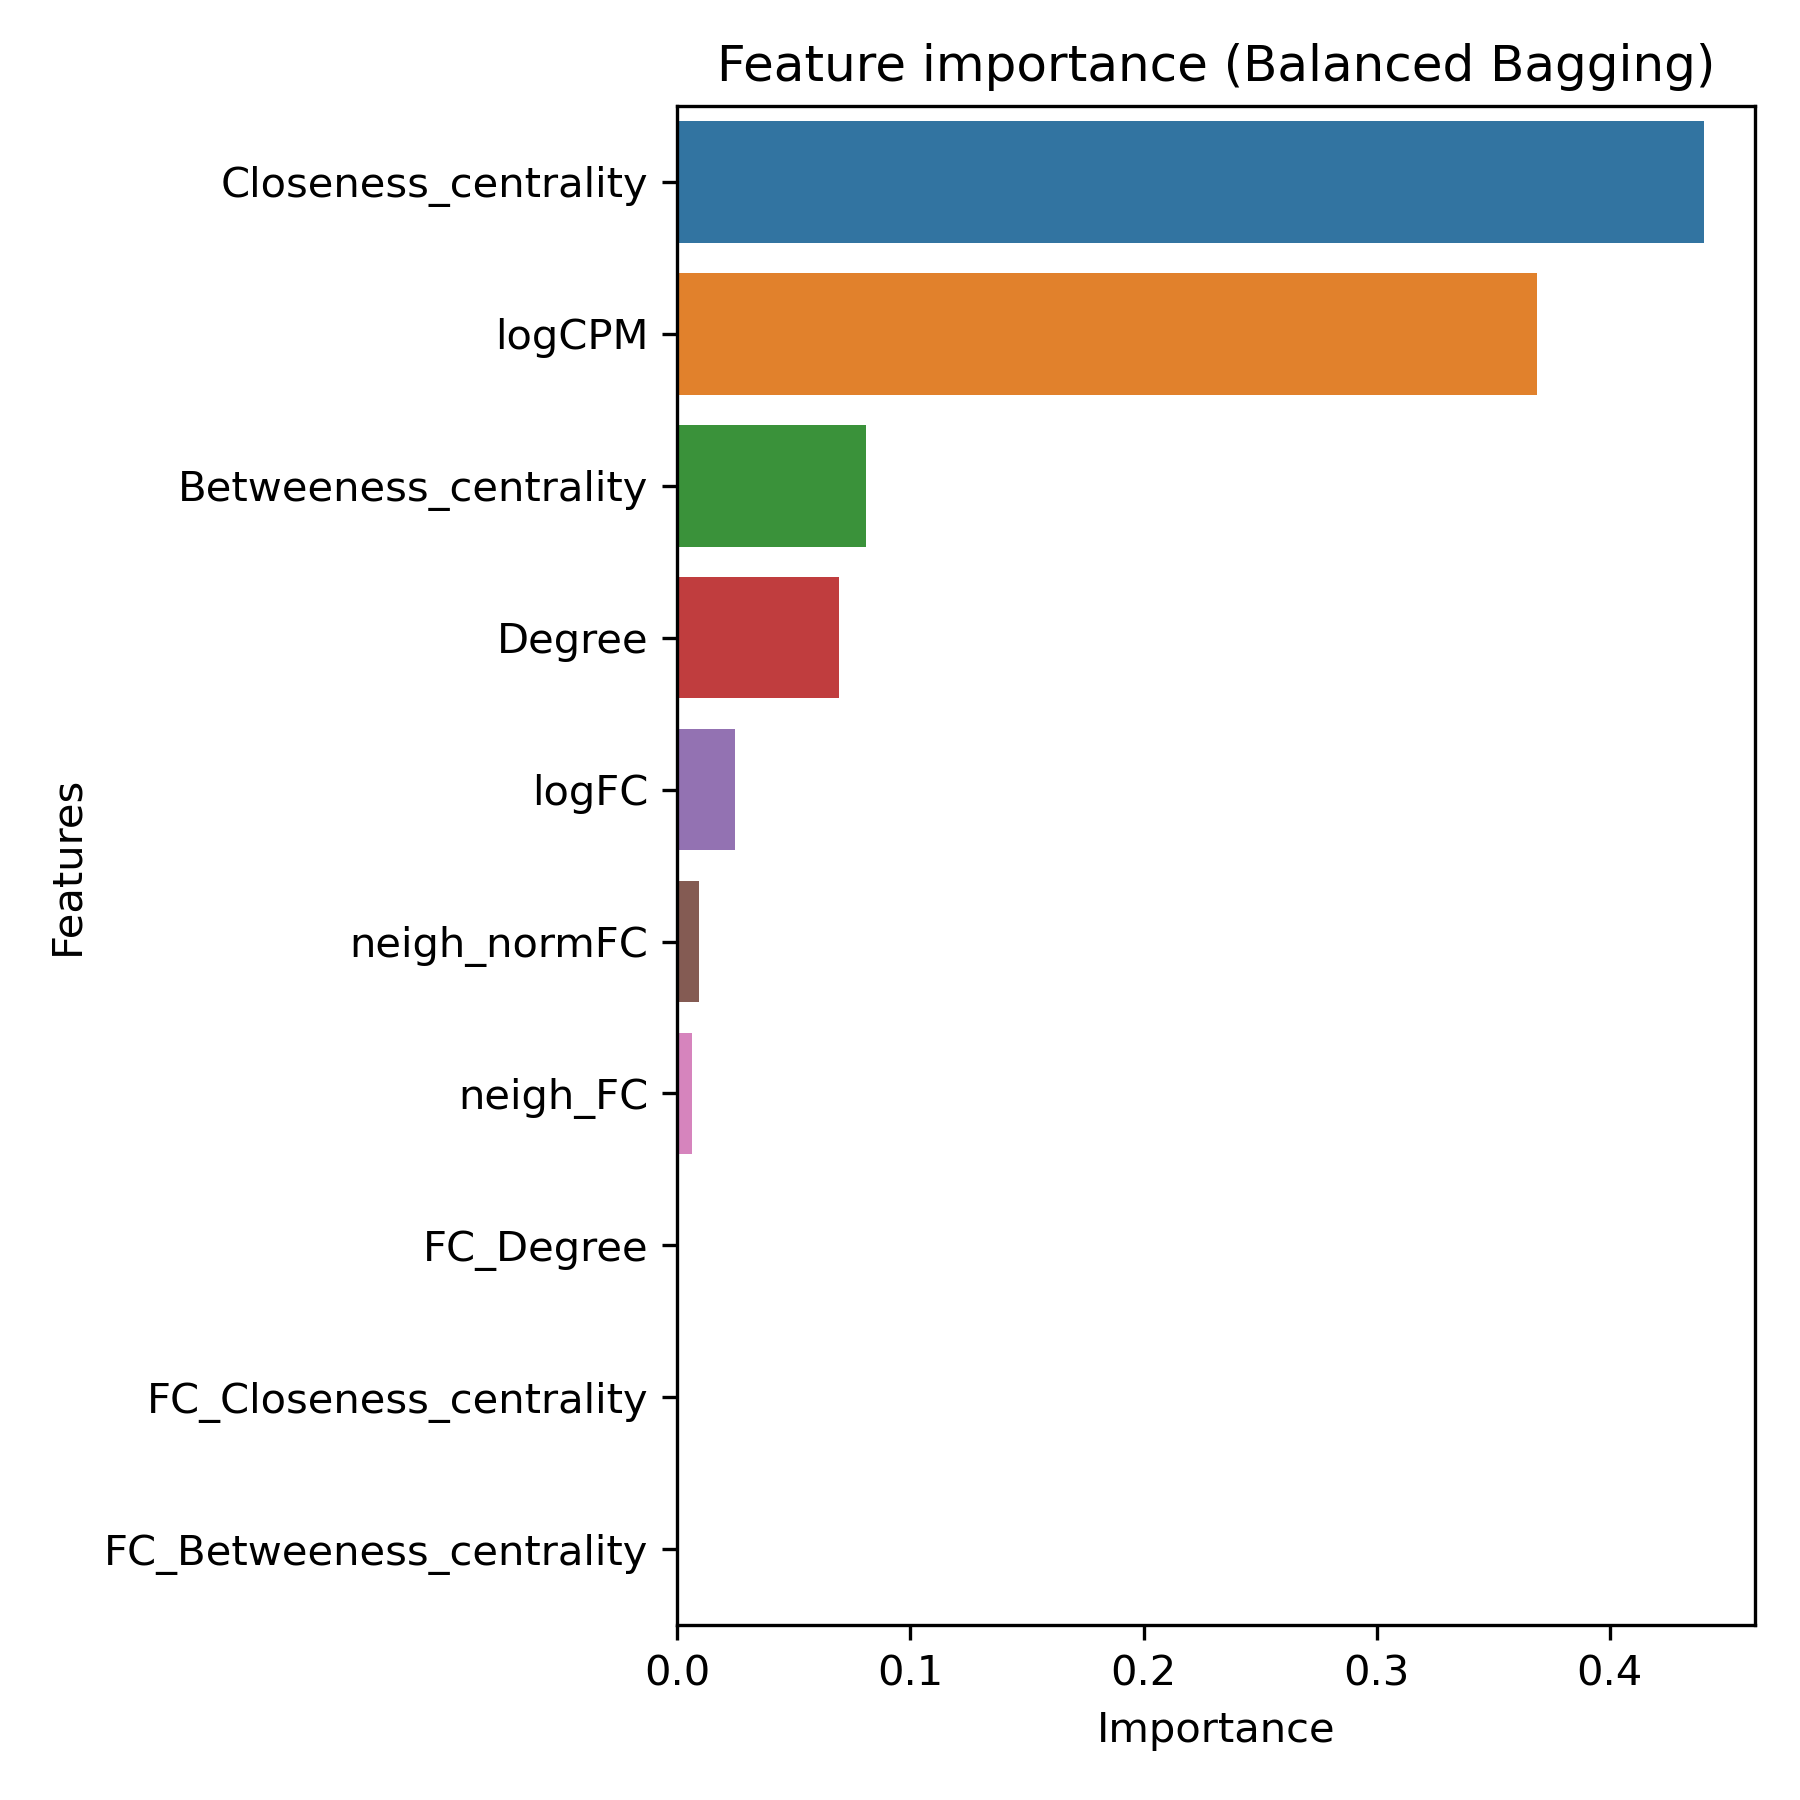 Feature importance (Balanced Bagging)
Closeness_centrality
logCPM
Betweeness_centrality
Degree
logFC
neigh_normFC
neigh_FC
FC_Degree
FC_Closeness_centrality
FC_Betweeness_centrality
Features
0.0 0.1 0.2 0.3 0.4
Importance